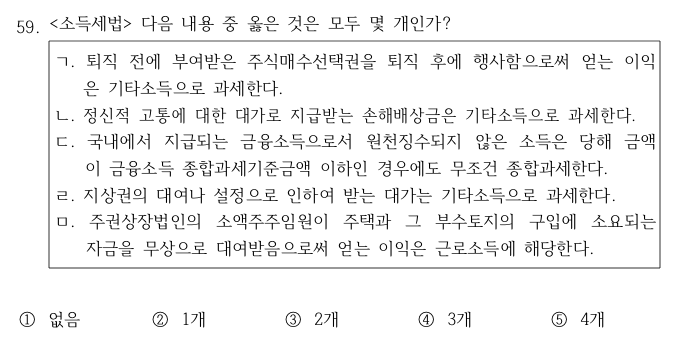 59. <소득세법> 다음 내용 중 옳은 것은 모두 몇 개인가?
ㄱ. 퇴직 전에 부여받은 주식매수선택권을 퇴직 후에 행사함으로써 얻는 이익
은 기타소득으로 과세한다.
ㄴ. 정신적 고통에 대한 대가로 지급받는 손해배상금은 기타소득으로 과세한다.
ㄷ. 국내에서 지급되는 금융소득으로서 원천징수되지 않은 소득은 당해 금액
이 금융소득 종합과세기준금액 이하인 경우에도 무조건 종합과세한다.
ㄹ. 지상권의 대여나 설정으로 인하여 받는 대가는 기타소득으로 과세한다.
ㅁ. 주권상장법인의 소액주주임원이 주택과 그 부수토지의 구입에 소요되는
자금을 무상으로 대여받음으로써 얻는 이익은 근로소득에 해당한다.
① 없음 ② 1개 ③ 2개 ④ 3개 ⑤ 4개